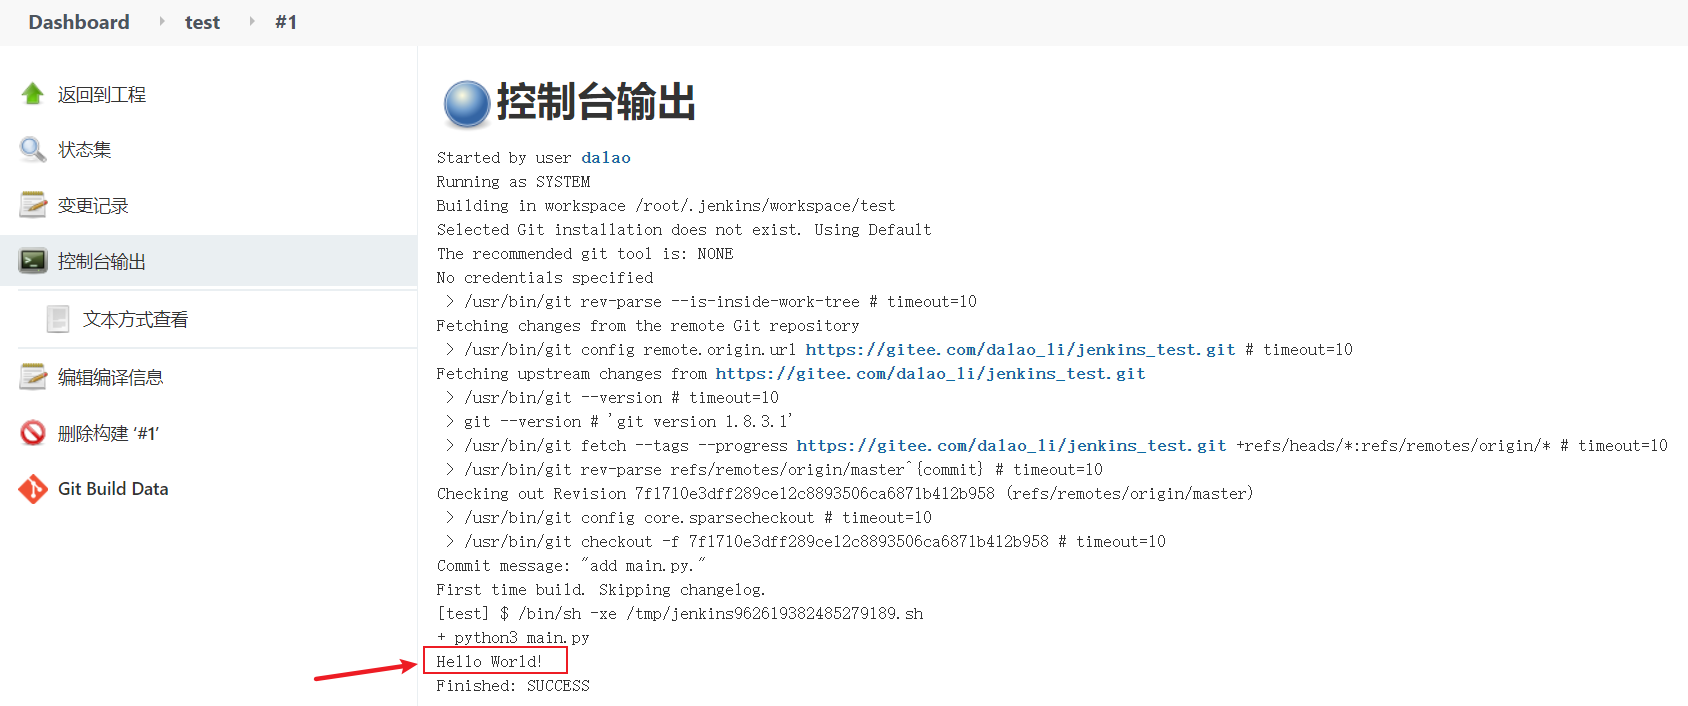 Dashboard test #1
返回到工程
状态集
变更记录
控制台输出
文本方式查看
编辑编译信息
删除构建 ‘#1’
Git Build Data
控制台输出
Started by user dalao
Running as SYSTEM
Building in workspace /root/.jenkins/workspace/test
Selected Git installation does not exist. Using Default
The recommended git tool is: NONE
No credentials specified
 > /usr/bin/git rev-parse --is-inside-work-tree # timeout=10
Fetching changes from the remote Git repository
 > /usr/bin/git config remote.origin.url https://gitee.com/dalao_li/jenkins_test.git # timeout=10
Fetching upstream changes from https://gitee.com/dalao_li/jenkins_test.git
 > /usr/bin/git --version # timeout=10
 > git --version # 'git version 1.8.3.1'
 > /usr/bin/git fetch --tags --progress https://gitee.com/dalao_li/jenkins_test.git +refs/heads/*:refs/remotes/origin/* # timeout=10
 > /usr/bin/git rev-parse refs/remotes/origin/master^{commit} # timeout=10
Checking out Revision 7f1710e3dff289ce12c8893506ca6871b412b958 (refs/remotes/origin/master)
 > /usr/bin/git config core.sparsecheckout # timeout=10
 > /usr/bin/git checkout -f 7f1710e3dff289ce12c8893506ca6871b412b958 # timeout=10
Commit message: "add main.py."
First time build. Skipping changelog.
[test] $ /bin/sh -xe /tmp/jenkins962619382485279189.sh
+ python3 main.py
Hello World!
Finished: SUCCESS